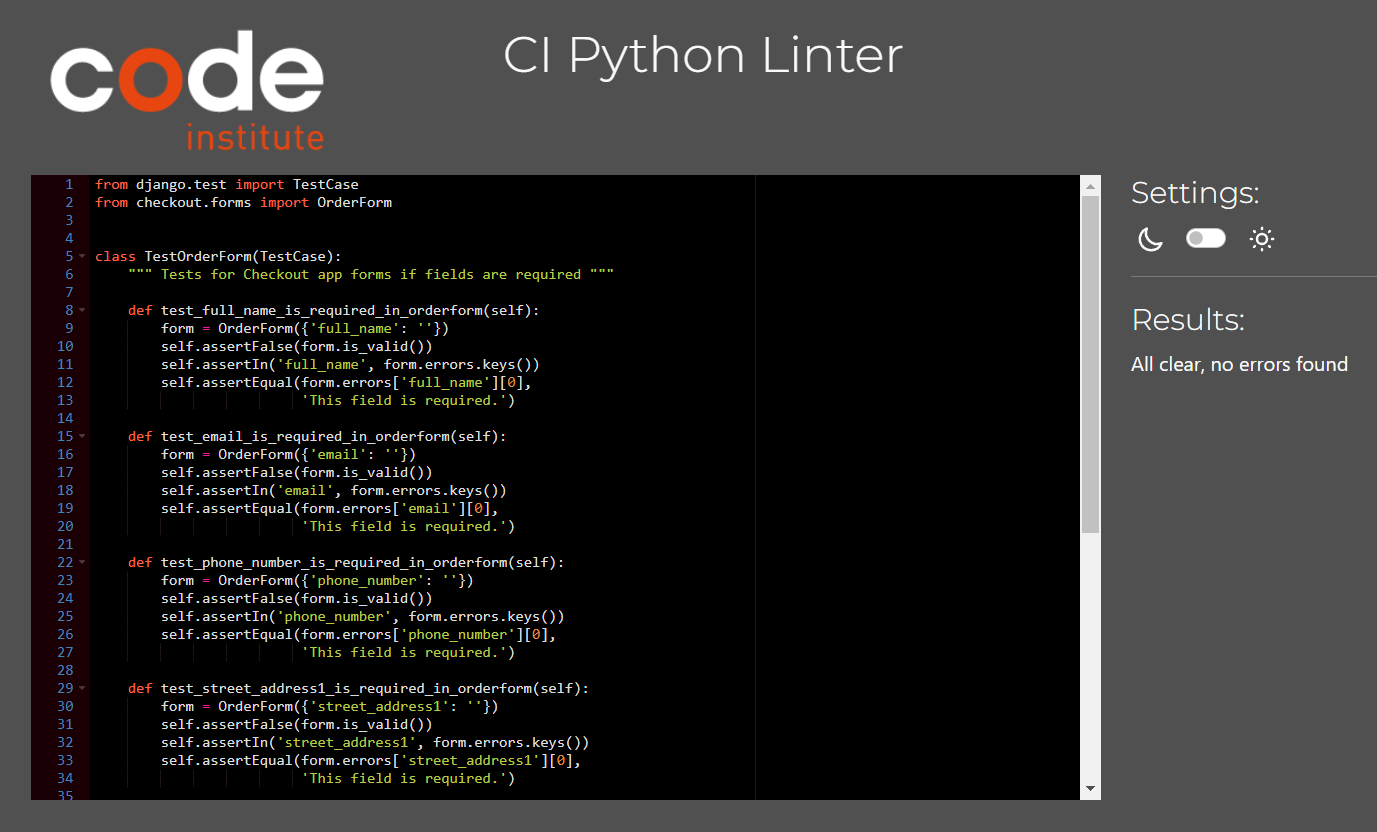 code
institute
CI Python Linter
1 from django.test import TestCase
2 from checkout.forms import OrderForm
3
4
5 class TestOrderForm(TestCase):
6     """ Tests for Checkout app forms if fields are required """
7
8     def test_full_name_is_required_in_orderform(self):
9         form = OrderForm({'full_name': ''})
10         self.assertFalse(form.is_valid())
11         self.assertIn('full_name', form.errors.keys())
12         self.assertEqual(form.errors['full_name'][0],
13                          'This field is required.')
14
15     def test_email_is_required_in_orderform(self):
16         form = OrderForm({'email': ''})
17         self.assertFalse(form.is_valid())
18         self.assertIn('email', form.errors.keys())
19         self.assertEqual(form.errors['email'][0],
20                          'This field is required.')
21
22     def test_phone_number_is_required_in_orderform(self):
23         form = OrderForm({'phone_number': ''})
24         self.assertFalse(form.is_valid())
25         self.assertIn('phone_number', form.errors.keys())
26         self.assertEqual(form.errors['phone_number'][0],
27                          'This field is required.')
28
29     def test_street_address1_is_required_in_orderform(self):
30         form = OrderForm({'street_address1': ''})
31         self.assertFalse(form.is_valid())
32         self.assertIn('street_address1', form.errors.keys())
33         self.assertEqual(form.errors['street_address1'][0],
34                          'This field is required.')
35
Settings:
Results:
All clear, no errors found